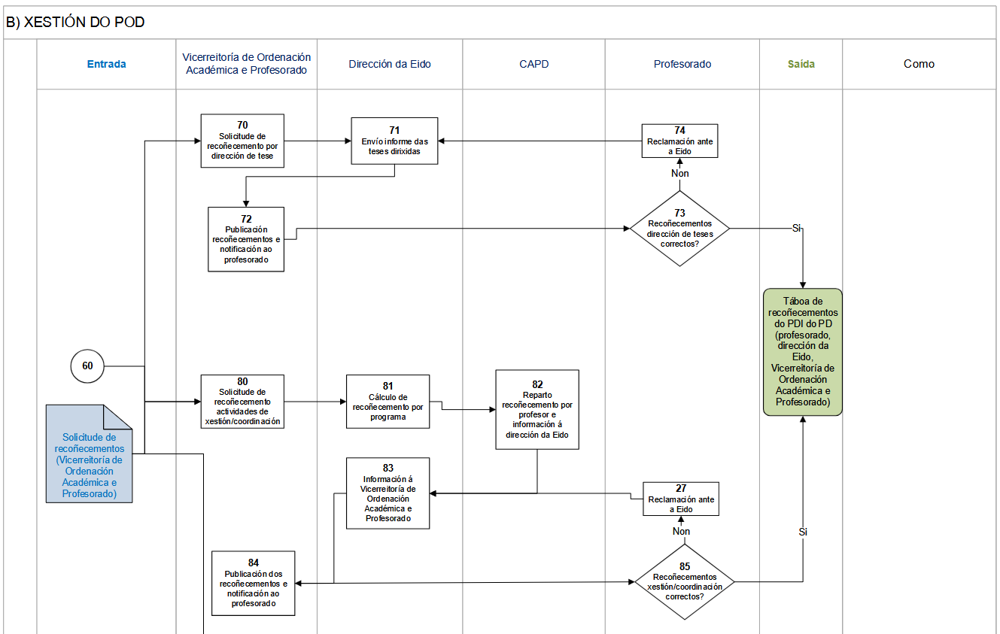 B) XESTIÓN DO POD
Entrada
Vicerreitoría de Ordenación
Académica e Profesorado
Dirección da Eido
CAPD
Profesorado
Saída
Como
70
Solicitude de
recoñecemento por
dirección de tese
71
Envío informe das
teses dirixidas
74
Reclamación ante
a Eido
Non
72
Publicación
recoñecementos e
notificación ao
profesorado
73
Recoñecementos
dirección de teses
correctos?
Si
Táboa de
recoñecementos
do PDI do PD
(profesorado,
dirección da
Eido,
Vicerreitoría de
Ordenación
Académica e
Profesorado)
60
80
Solicitude de
recoñecemento
actividades de
xestión/coordinación
81
Cálculo de
recoñecemento por
programa
82
Reparto
recoñecemento por
profesor e
información á
dirección da Eido
Solicitude de
recoñecementos
(Vicerreitoría de
Ordenación
Académica e
Profesorado)
83
Información á
Vicerreitoría de
Ordenación
Académica e
Profesorado
27
Reclamación ante
a Eido
Non
Si
84
Publicación dos
recoñecementos e
notificación ao
profesorado
85
Recoñecementos
xestión/coordinación
correctos?